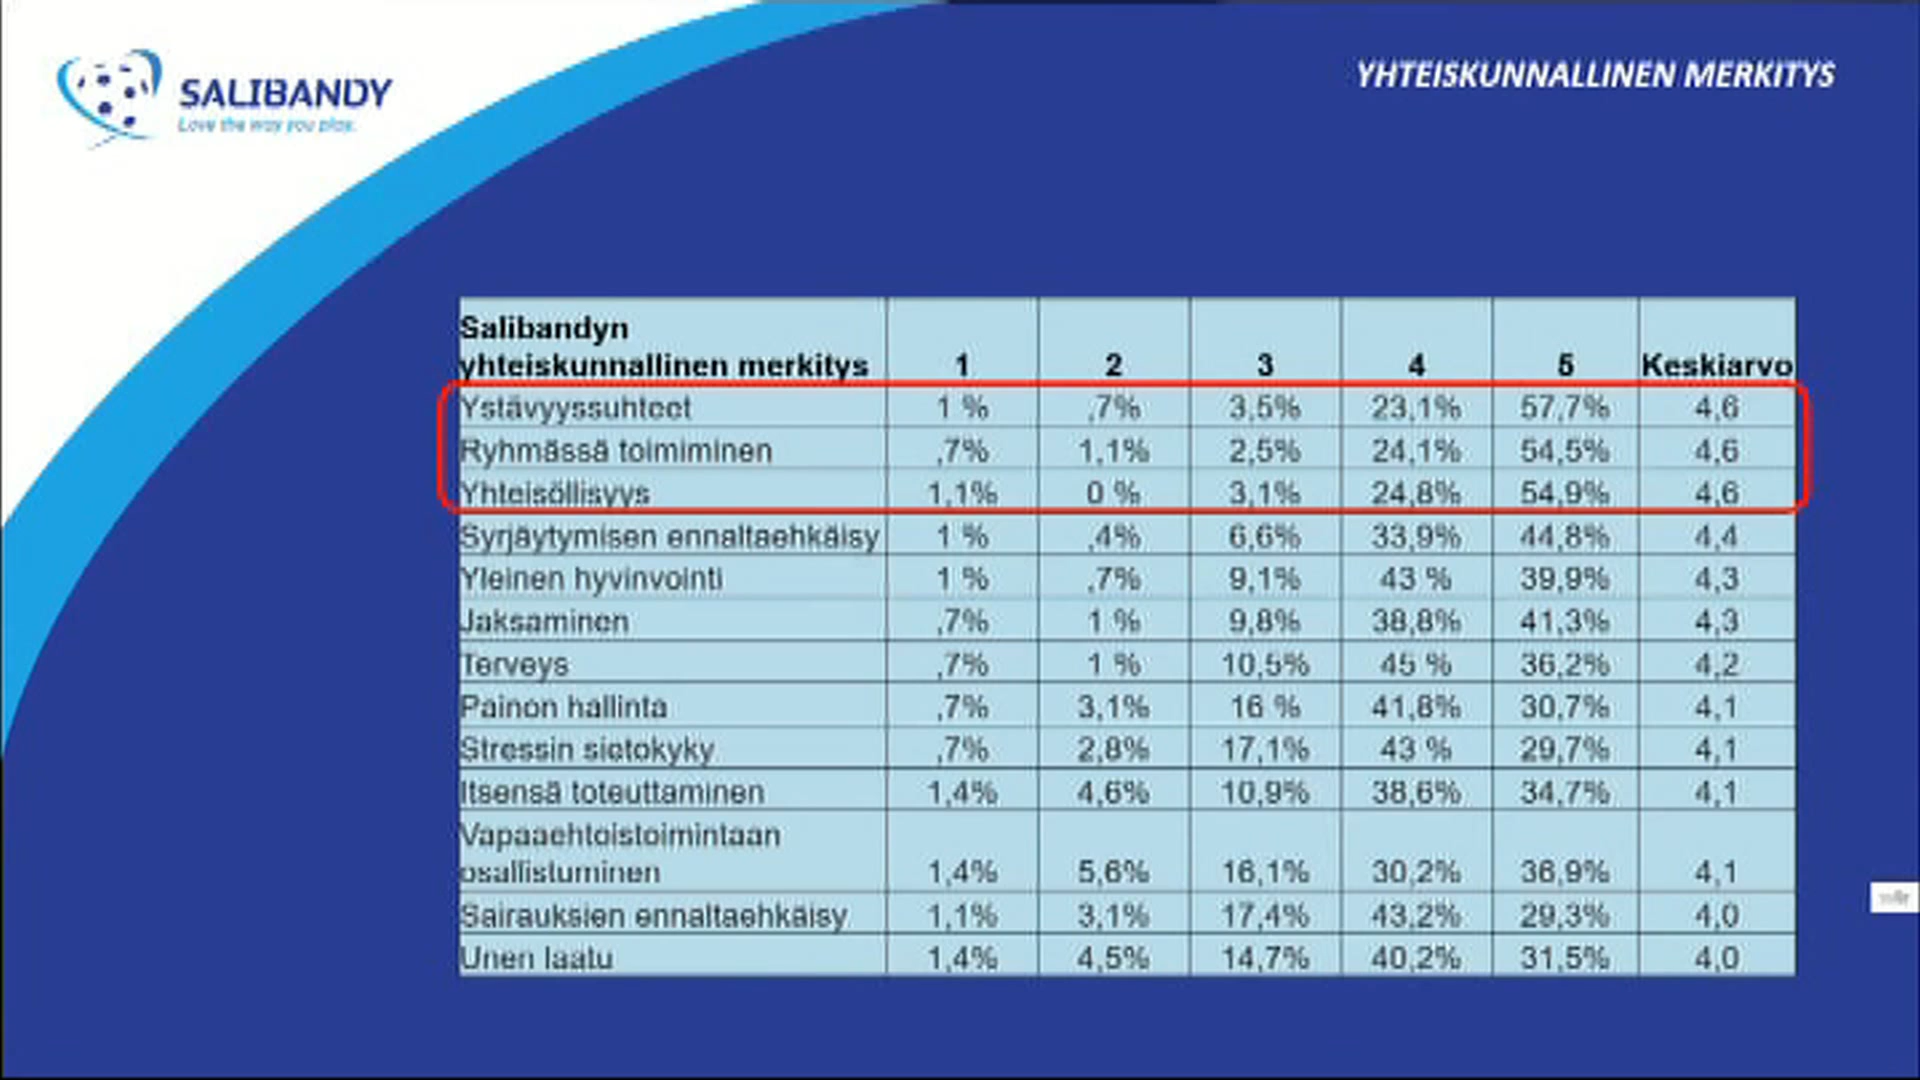 SALIBANDY
Love the way you play.
YHTEISKUNNALLINEN MERKITYS
Salibandyn
yhteiskunnallinen merkitys 1 2 3 4 5 Keskiarvo
Ystävyyssuhteet 1 % ,7% 3,5% 23,1% 57,7% 4,6
Ryhmässä toimiminen ,7% 1,1% 2,5% 24,1% 54,5% 4,6
Yhteisöllisyys 1,1% 0 % 3,1% 24,8% 54,9% 4,6
Syrjäytymisen ennaltaehkäisy 1 % ,4% 6,6% 33,9% 44,8% 4,4
Yleinen hyvinvointi 1 % ,7% 9,1% 43 % 39,9% 4,3
Jaksaminen ,7% 1 % 9,8% 38,8% 41,3% 4,3
Terveys ,7% 1 % 10,5% 45 % 36,2% 4,2
Painon hallinta ,7% 3,1% 16 % 41,8% 30,7% 4,1
Stressin sietokyky ,7% 2,8% 17,1% 43 % 29,7% 4,1
Itsensä toteuttaminen 1,4% 4,6% 10,9% 38,6% 34,7% 4,1
Vapaaehtoistoimintaan
osallistuminen 1,4% 5,6% 16,1% 30,2% 36,9% 4,1
Sairauksien ennaltaehkäisy 1,1% 3,1% 17,4% 43,2% 29,3% 4,0
Unen laatu 1,4% 4,5% 14,7% 40,2% 31,5% 4,0